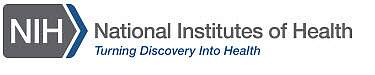 NIH National Institutes of Health
Turning Discovery Into Health